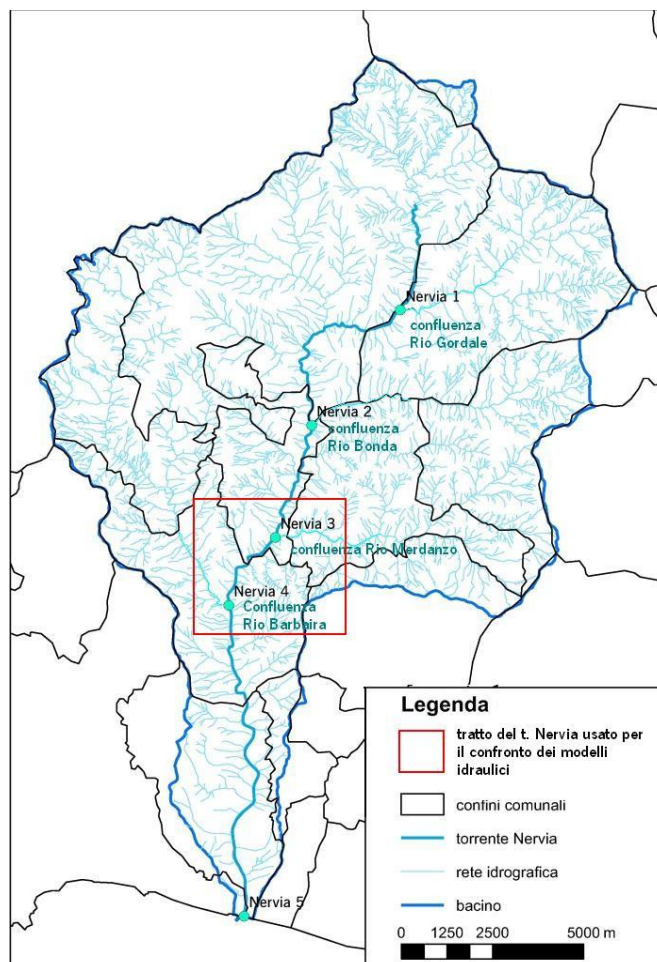 Nervia 1
confluenza
Rio Gordale
Nervia 2
confluenza
Rio Bonda
Nervia 3
confluenza Rio Merdanzo
Nervia 4
Confluenza
Rio Barbaira
Nervia 5
Legenda
tratto del t. Nervia usato per
il confronto dei modelli
idraulici
confini comunali
torrente Nervia
rete idrografica
bacino
0 1250 2500 5000 m